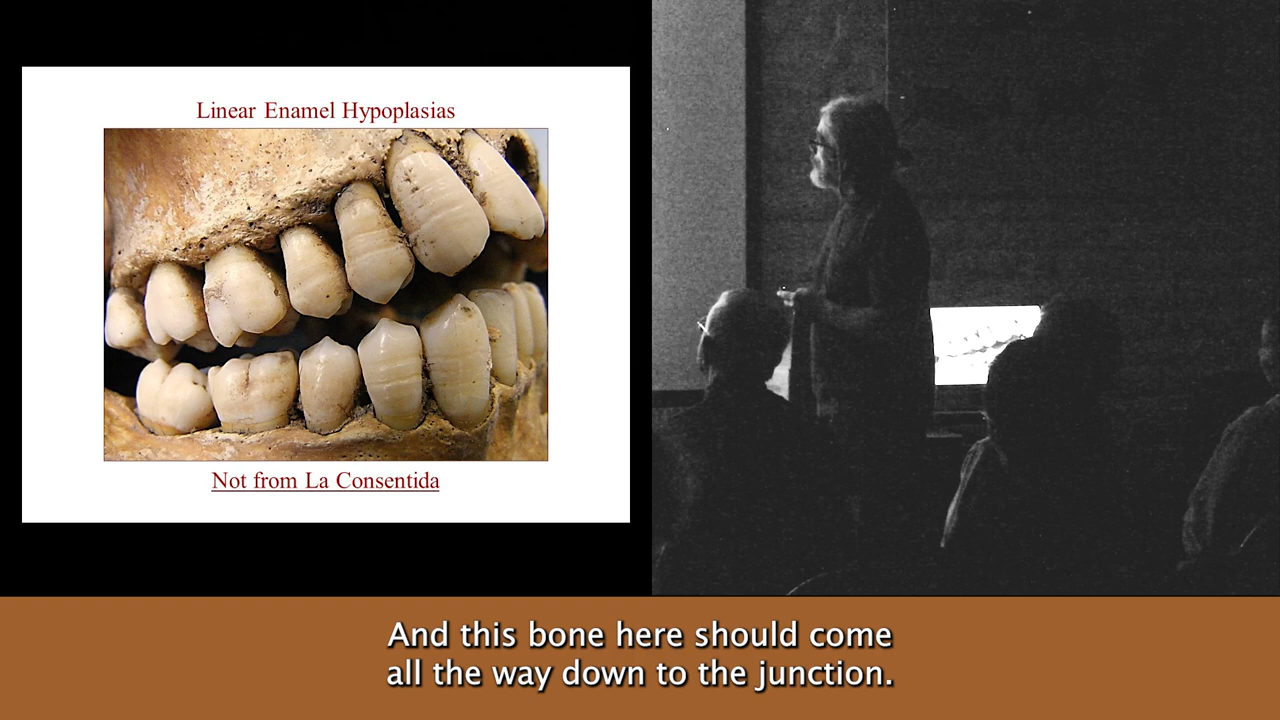 Linear Enamel Hypoplasias
Not from La Consentida
And this bone here should come
all the way down to the junction.